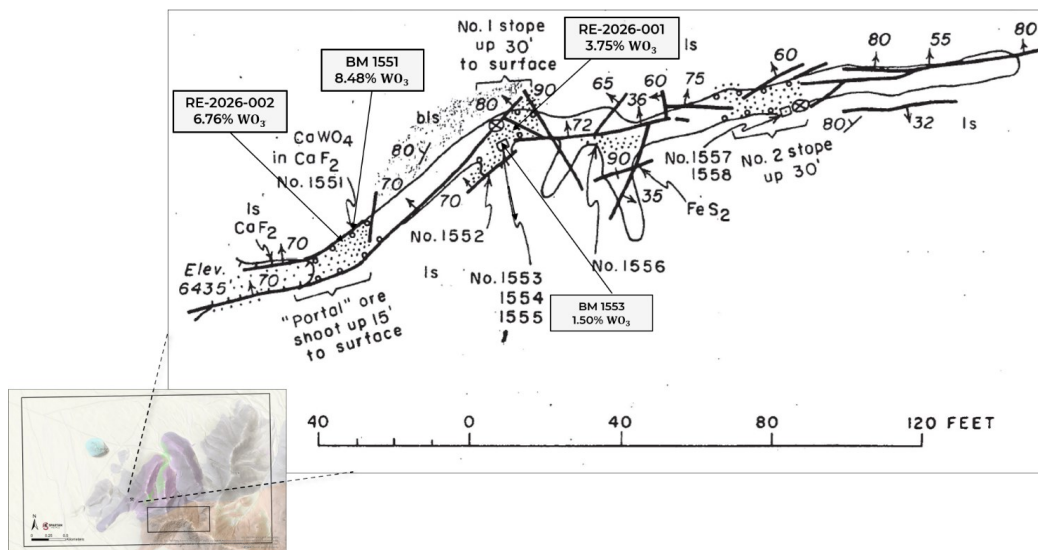 No. 1 stope
up 30'
to surface
RE-2026-001
3.75% WO₃
BM 1551
8.48% WO₃
RE-2026-002
6.76% WO₃
CaWO4
in CaF2
No. 1551
bls
ls
80
90
65
60
75
36
72
60
80
55
80
80
70
90
35
FeS2
No. 1557
1558
No. 2 stope
up 30'
80
32
ls
ls
CaF2
70
Elev.
6435'
70
70
No. 1552
ls
No. 1553
1554
1555
No. 1556
BM 1553
1.50% WO₃
"Portal" ore
shoot up 15'
to surface
40
0
40
80
120 FEET
N